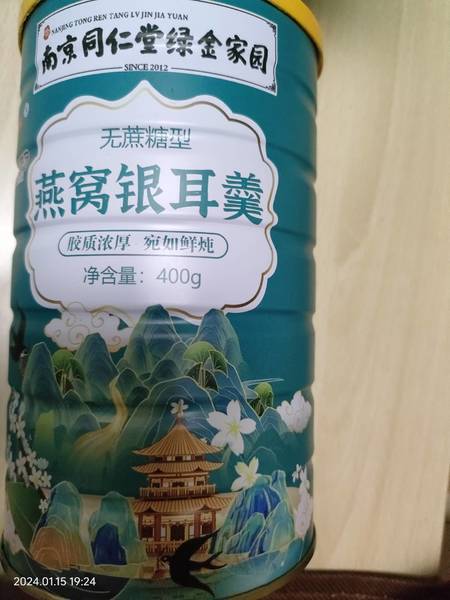 NANJING TONG REN TANG LV JIN JIA YUAN
南京同仁堂绿金家园
SINCE 2012
无蔗糖型
燕窝银耳羹
胶质浓厚 宛如鲜炖
净含量：400g
2024.01.15 19:24